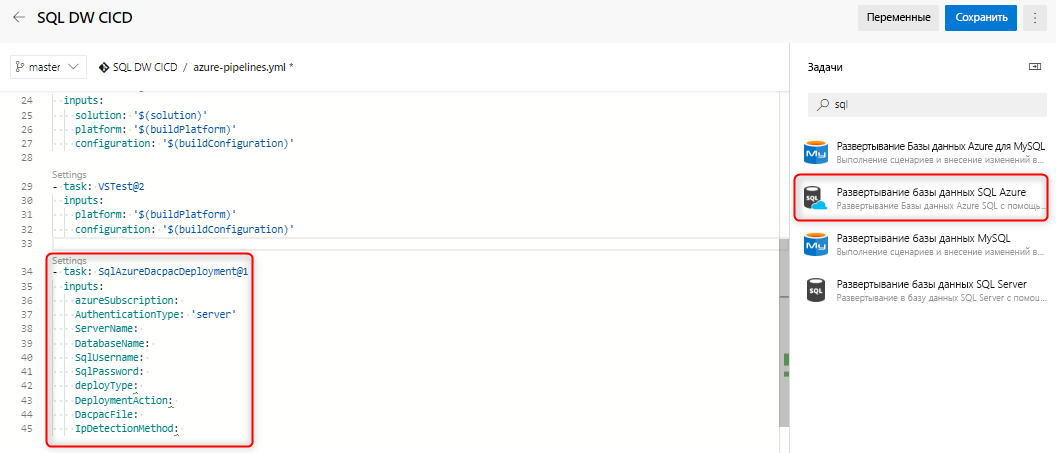 SQL DW CICD
Переменные
Сохранить
master
SQL DW CICD / azure-pipelines.yml *
24 inputs:
25 solution: '$(solution)'
26 platform: '$(buildPlatform)'
27 configuration: '$(buildConfiguration)'
28
Settings
29 - task: VSTest@2
30 inputs:
31 platform: '$(buildPlatform)'
32 configuration: '$(buildConfiguration)'
33
Settings
34 - task: SqlAzureDacpacDeployment@1
35 inputs:
36 azureSubscription:
37 AuthenticationType: 'server'
38 ServerName:
39 DatabaseName:
40 SqlUsername:
41 SqlPassword:
42 deployType:
43 DeploymentAction:
44 DacpacFile:
45 IpDetectionMethod:
Задачи
sql
Развертывание Базы данных Azure для MySQL
Выполнение сценариев и внесение изменений в...
Развертывание базы данных SQL Azure
Развертывание Базы данных Azure SQL с помощь...
Развертывание базы данных MySQL
Выполнение сценариев и внесение изменений в...
Развертывание базы данных SQL Server
Развертывание в базу данных SQL Server с помощ...